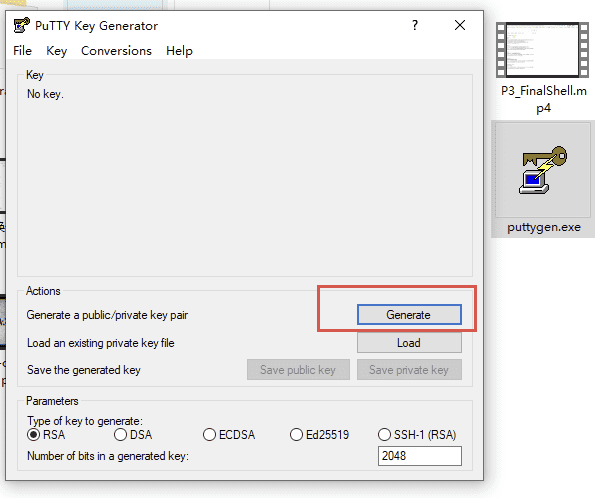 PuTTY Key Generator
?
File Key Conversions Help
Key
No key.
Actions
Generate a public/private key pair
Generate
Load an existing private key file
Load
Save the generated key
Save public key
Save private key
Parameters
Type of key to generate:
RSA
DSA
ECDSA
Ed25519
SSH-1 (RSA)
Number of bits in a generated key:
2048
P3_FinalShell.m
p4
puttygen.exe